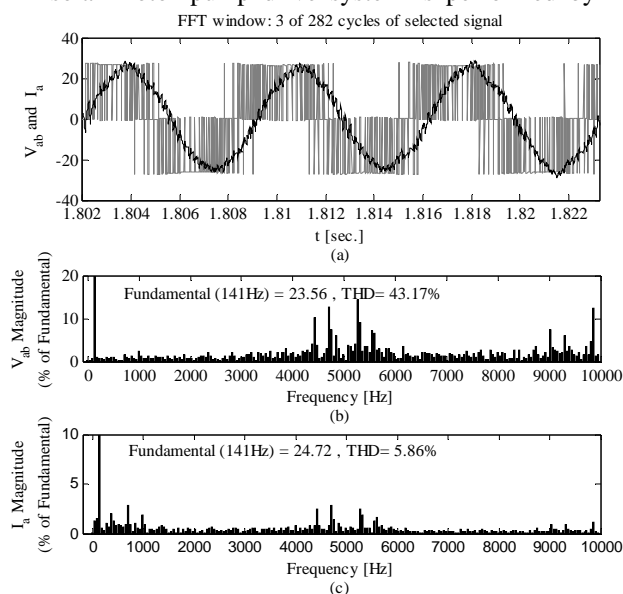 FFT window: 3 of 282 cycles of selected signal
40
20
0
-20
-40
V_ab and I_a
1.802 1.804 1.806 1.808 1.81 1.812 1.814 1.816 1.818 1.82 1.822
t [sec.]
(a)
20
10
0
V_ab Magnitude
(% of Fundamental)
Fundamental (141Hz) = 23.56 , THD= 43.17%
0 1000 2000 3000 4000 5000 6000 7000 8000 9000 10000
Frequency [Hz]
(b)
10
5
0
I_a Magnitude
(% of Fundamental)
Fundamental (141Hz) = 24.72 , THD= 5.86%
0 1000 2000 3000 4000 5000 6000 7000 8000 9000 10000
Frequency [Hz]
(c)